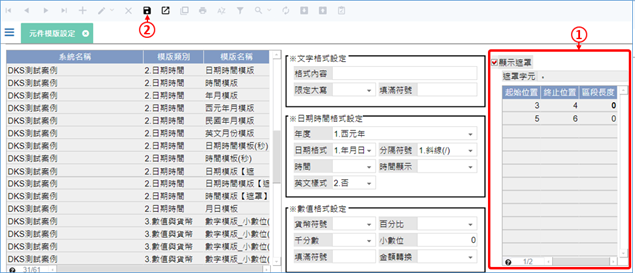 ②
元件模版設定
①
系統名稱 模版類別 模版名稱
DKS測試案例 2.日期時間 日期時間模版
DKS測試案例 2.日期時間 時間模版
DKS測試案例 2.日期時間 年月模版
DKS測試案例 2.日期時間 西元年月模版
DKS測試案例 2.日期時間 民國年月模版
DKS測試案例 2.日期時間 英文月份模版
DKS測試案例 2.日期時間 日期時間模板(秒)
DKS測試案例 2.日期時間 時間模板(秒)
DKS測試案例 2.日期時間 日期模版【遮
DKS測試案例 2.日期時間 日期時間模版【遮
DKS測試案例 2.日期時間 時間模版【遮罩】
DKS測試案例 2.日期時間 月日模板
DKS測試案例 3.數值與貨幣 數字模版_小數位(
DKS測試案例 3.數值與貨幣 數字模版_小數位(
DKS測試案例 3.數值與貨幣 數字模版_小數位(
31/61
※文字格式設定
格式內容
限定大寫 填滿符號
※日期時間格式設定
年度 1.西元年
日期格式 1.年月日 分隔符號 1.斜線(/)
時間 時間顯示
英文樣式 2.否
※數值格式設定
貨幣符號 百分比
千分數 小數位 0
填滿符號 金額轉換
顯示遮罩
遮罩字元
起始位置 終止位置 區段長度
3 4 0
5 6 0
1/2